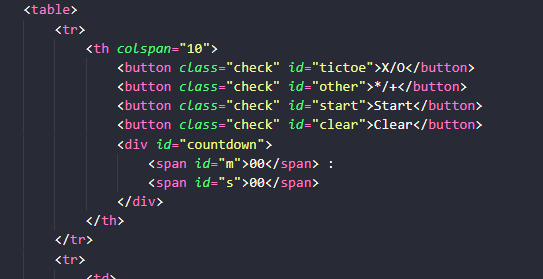 <table>
<tr>
<th colspan="10">
<button class="check" id="tictoe">X/O</button>
<button class="check" id="other">*/+</button>
<button class="check" id="start">Start</button>
<button class="check" id="clear">Clear</button>
<div id="countdown">
<span id="m">00</span> :
<span id="s">00</span>
</div>
</th>
</tr>
<tr>
<td>